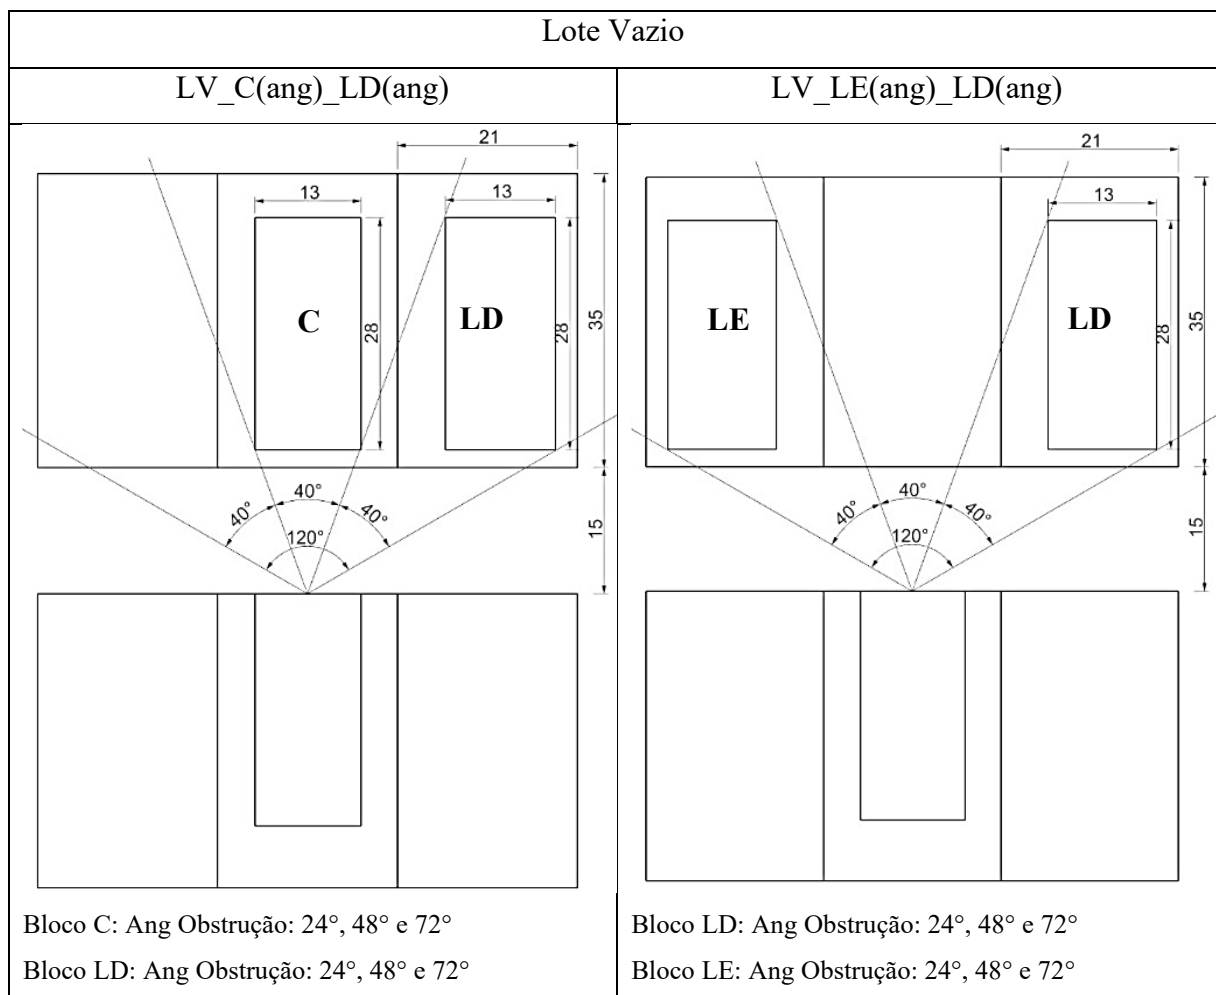 Lote Vazio
LV_C(ang)_LD(ang)
LV_LE(ang)_LD(ang)
21
13
13
C
LD
28
28
35
40°
40°
40°
120°
15
21
13
LE
LD
28
35
40°
40°
40°
120°
15
Bloco C: Ang Obstrução: 24°, 48° e 72°
Bloco LD: Ang Obstrução: 24°, 48° e 72°
Bloco LD: Ang Obstrução: 24°, 48° e 72°
Bloco LE: Ang Obstrução: 24°, 48° e 72°